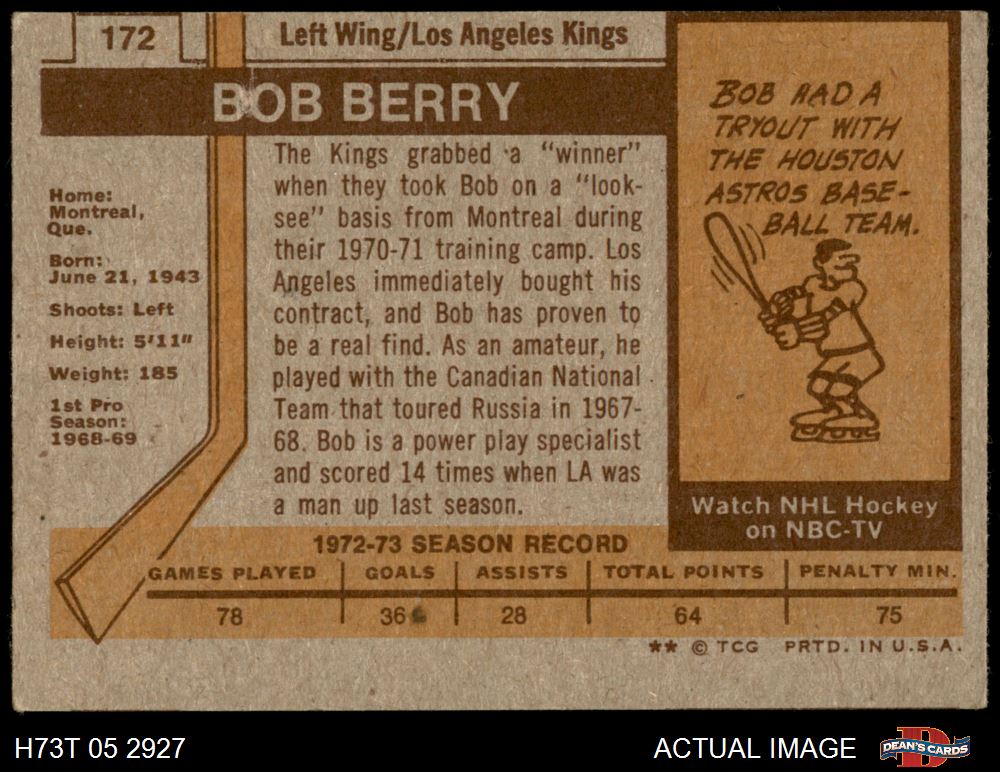 172
Left Wing/Los Angeles Kings
BOB BERRY
Home:
Montreal,
Que.
Born:
June 21, 1943
Shoots: Left
Height: 5'11"
Weight: 185
1st Pro
Season:
1968-69
The Kings grabbed a “winner”
when they took Bob on a “look-
see” basis from Montreal during
their 1970-71 training camp. Los
Angeles immediately bought his
contract, and Bob has proven to
be a real find. As an amateur, he
played with the Canadian National
Team that toured Russia in 1967-
68. Bob is a power play specialist
and scored 14 times when LA was
a man up last season.
BOB HAD A
TRYOUT WITH
THE HOUSTON
ASTROS BASE-
BALL TEAM.
Watch NHL Hockey
on NBC-TV
1972-73 SEASON RECORD
GAMES PLAYED GOALS ASSISTS TOTAL POINTS PENALTY MIN.
78 36 28 64 75
** © TCG PRTD. IN U.S.A.
H73T 05 2927
ACTUAL IMAGE
DEAN'S CARDS